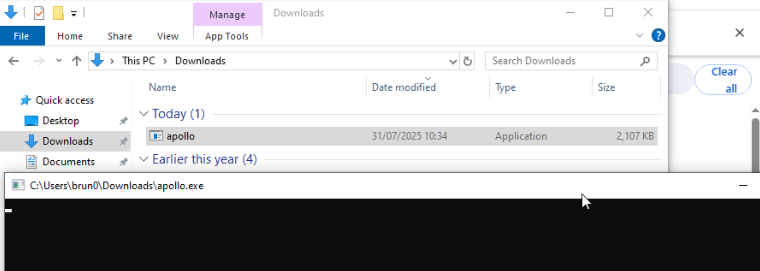 Manage
Downloads
File Home Share View App Tools
This PC Downloads
Search Downloads
Clear all
Name Date modified Type Size
Quick access
Desktop
Downloads
Documents
Today (1)
apollo 31/07/2025 10:34 Application 2,107 KB
Earlier this year (4)
C:\Users\brun0\Downloads\apollo.exe